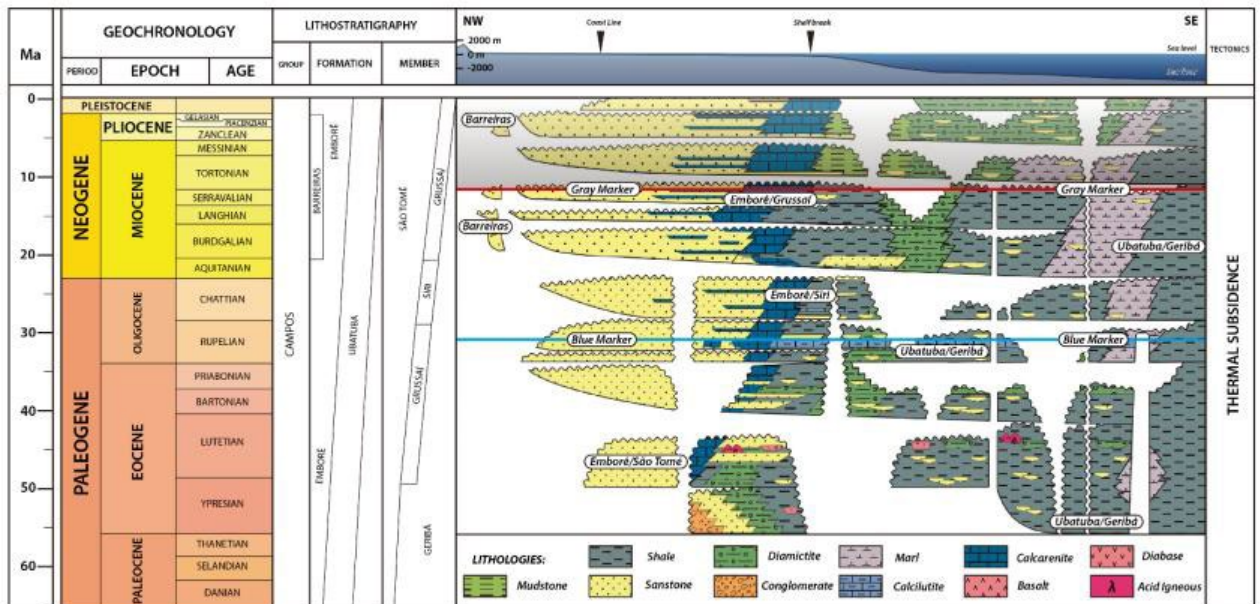 GEOCHRONOLOGY
LITHOSTRATIGRAPHY
NW
Coast Line
Shelfbreak
SE
Ma
2000 m
0 m
-2000
Sea level
TECTONICS
PERIOD
EPOCH
AGE
GROUP
FORMATION
MEMBER
0
10
20
30
40
50
60
NEOGENE
PALEOGENE
PLEISTOCENE
PLIOCENE
MIOCENE
OLIGOCENE
EOCENE
PALEOCENE
GELASIAN
PIACENZIAN
ZANCLEAN
MESSINIAN
TORTONIAN
SERRAVALIAN
LANGHIAN
BURDGALIAN
AQUITANIAN
CHATTIAN
RUPELIAN
PRIABONIAN
BARTONIAN
LUTETIAN
YPRESIAN
THANETIAN
SELANDIAN
DANIAN
CAMPOS
BARREIRAS
EMBORÉ
UBATUBA
EMBORÉ
SÃO TOMÉ
GRUSSAÍ
SIRI
GRUSSAÍ
GERIBÁ
Barreiras
Gray Marker
Gray Marker
Emboré/Grussaí
Barreiras
Ubatuba/Geribá
Emboré/Siri
Blue Marker
Blue Marker
Ubatuba/Geribá
Emboré/São Tomé
Ubatuba/Geribá
THERMAL SUBSIDENCE
LITHOLOGIES:
Shale
Diamictite
Marl
Calcarenite
Diabase
Mudstone
Sanstone
Conglomerate
Calcilutite
Basalt
λ
Acid Igneous